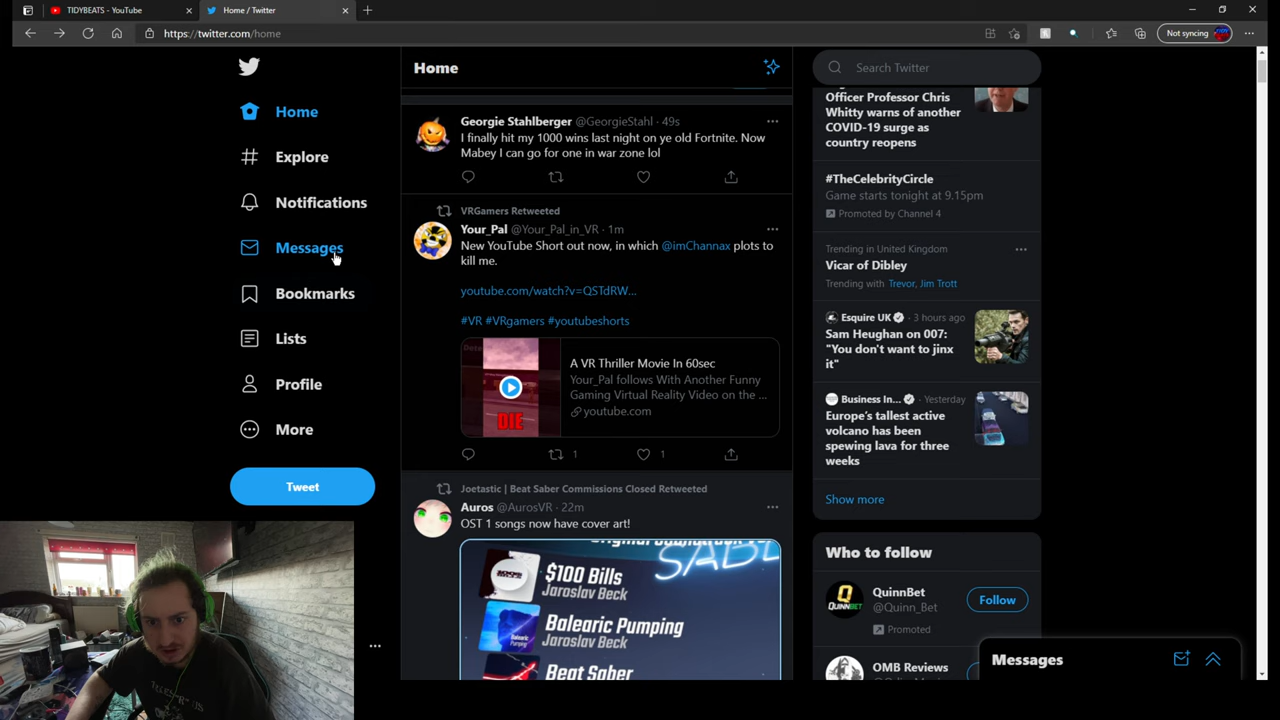 TIDYBEATS - YouTube
Home / Twitter
https://twitter.com/home
Not syncing
Home
Explore
Notifications
Messages
Bookmarks
Lists
Profile
More
Tweet
Home
Georgie Stahlberger @GeorgieStahl · 49s
I finally hit my 1000 wins last night on ye old Fortnite. Now
Mabey I can go for one in war zone lol
VRGamers Retweeted
Your_Pal @Your_Pal_in_VR · 1m
New YouTube Short out now, in which @imChannax plots to
kill me.
youtube.com/watch?v=QSTdRW...
#VR #VRgamers #youtubeshorts
DIE
A VR Thriller Movie In 60sec
Your_Pal follows With Another Funny
Gaming Virtual Reality Video on the ...
youtube.com
1 1
Joetastic | Beat Saber Commissions Closed Retweeted
Auros @AurosVR · 22m
OST 1 songs now have cover art!
$100 Bills
Jaroslav Beck
Balearic Pumping
Jaroslav Beck
Beat Saber
Search Twitter
Officer Professor Chris
Whitty warns of another
COVID-19 surge as
country reopens
#TheCelebrityCircle
Game starts tonight at 9.15pm
Promoted by Channel 4
Trending in United Kingdom
Vicar of Dibley
Trending with Trevor, Jim Trott
Esquire UK · 3 hours ago
Sam Heughan on 007:
"You don't want to jinx
it"
Business In... · Yesterday
Europe's tallest active
volcano has been
spewing lava for three
weeks
Show more
Who to follow
QuinnBet
@Quinn_Bet
Follow
Promoted
OMB Reviews
Messages